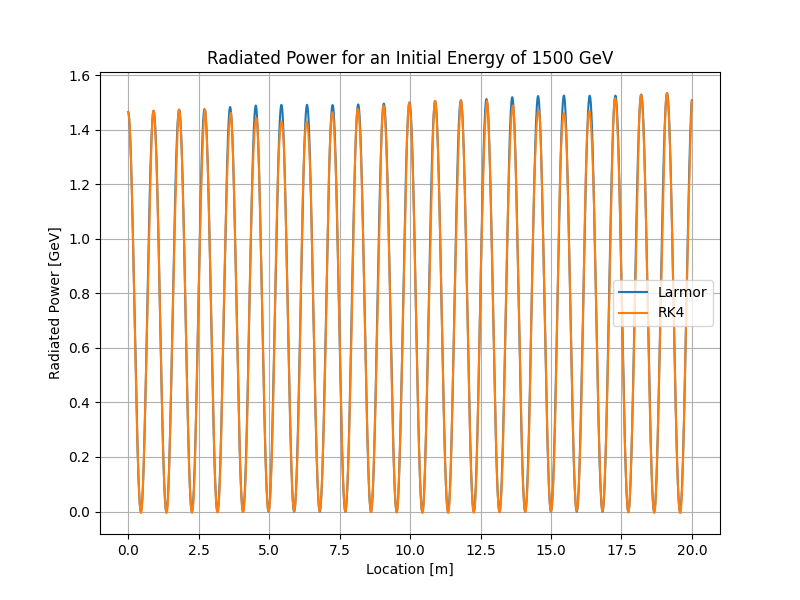 Radiated Power for an Initial Energy of 1500 GeV
1.6
1.4
1.2
1.0
0.8
0.6
0.4
0.2
0.0
Radiated Power [GeV]
Larmor
RK4
0.0 2.5 5.0 7.5 10.0 12.5 15.0 17.5 20.0
Location [m]